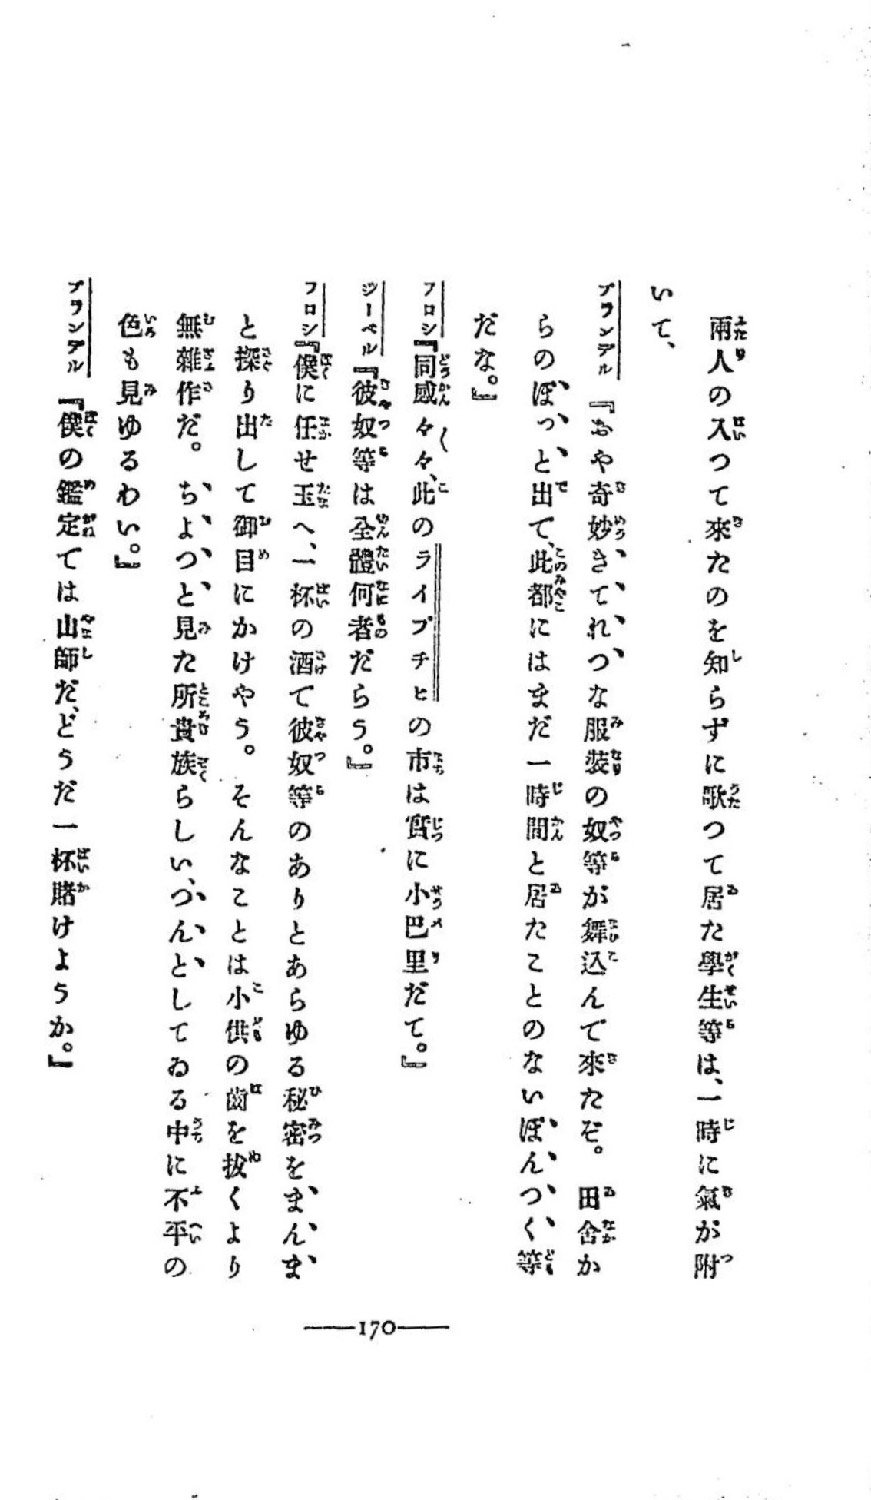 兩人の入つて來たのを知らずに歌つて居た學生等は、一時に氣が附
いて、
ブランデル『おや奇妙きてれつな服裝の奴等が舞込んで來たぞ。田舍か
らのぽつと出で、此都にはまだ一時間と居たことのないぽんつく等
だな。』
フロシ『同感々々、此のライプチヒの市は實に小巴里だて。』
ジーベル『彼奴等は全體何者だらう。』
フロシ『僕に任せ玉へ、一杯の酒で彼奴等のありとあらゆる秘密をまんま
と探り出して御目にかけやう。そんなことは小供の齒を拔くより
無雜作だ。ちよつと見た所貴族らしい、つんとしてゐる中に不平の
色も見ゆるわい。』
ブランデル『僕の鑑定では山師だ、どうだ一杯賭けようか。』
170